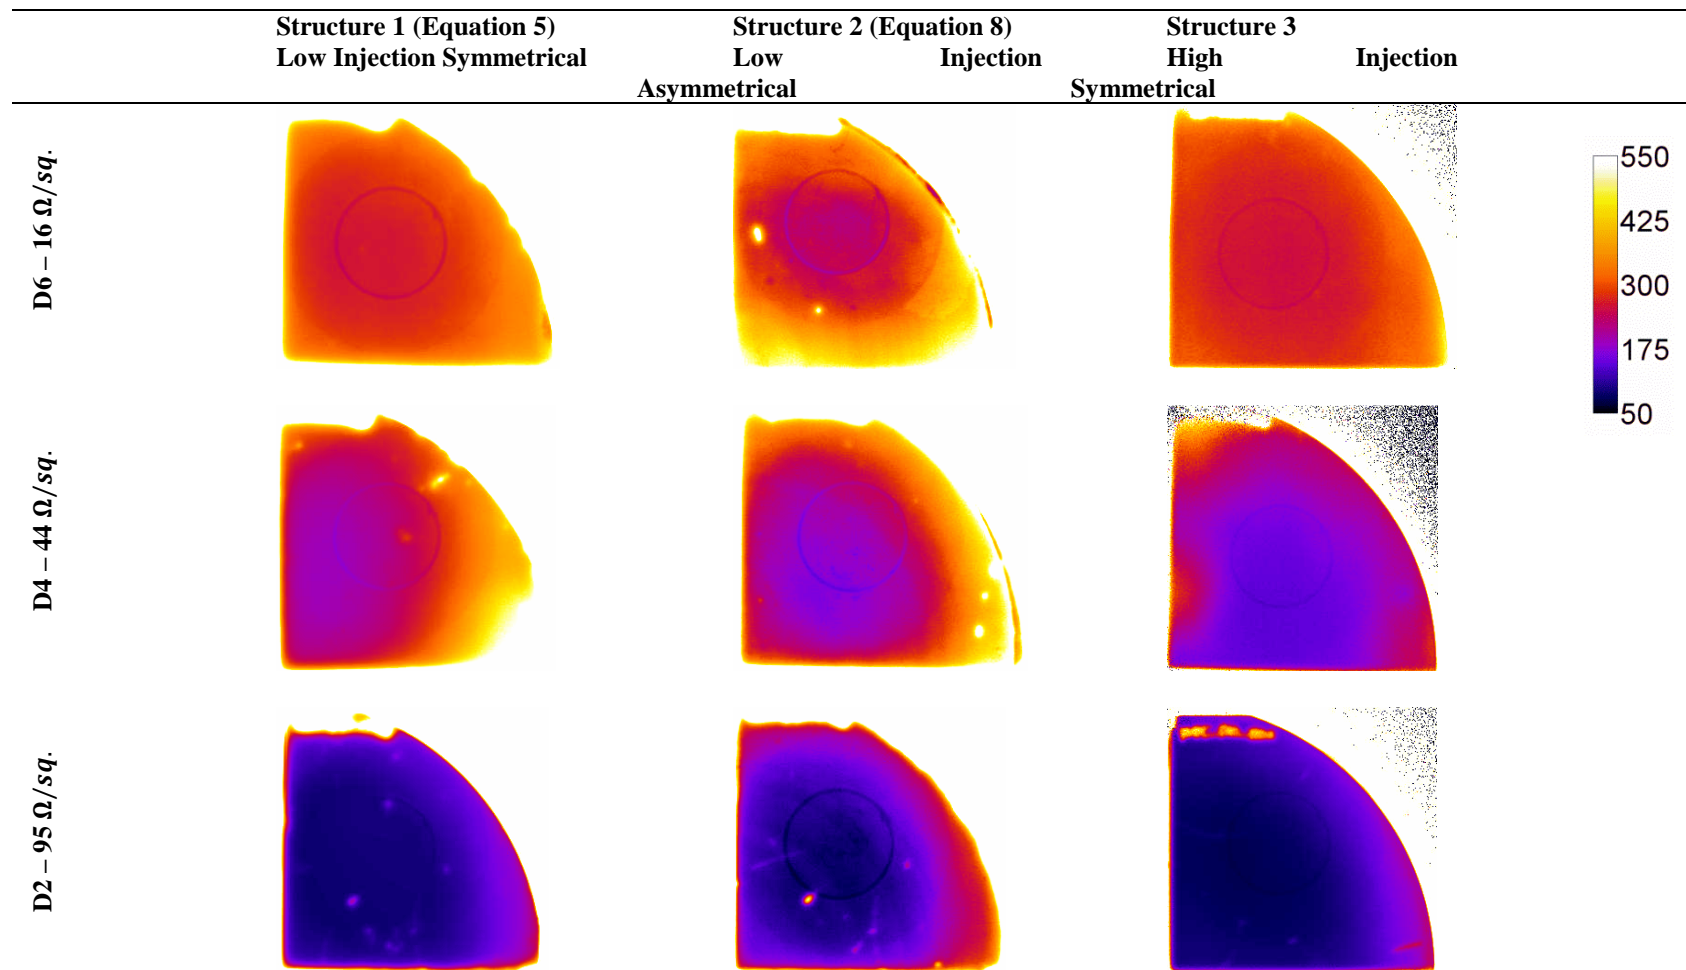 Structure 1 (Equation 5) Structure 2 (Equation 8) Structure 3
Low Injection Symmetrical Low Injection High Injection
Asymmetrical Symmetrical
D6 – 16 Ω/sq.
550
425
300
175
50
D4 – 44 Ω/sq.
D2 – 95 Ω/sq.